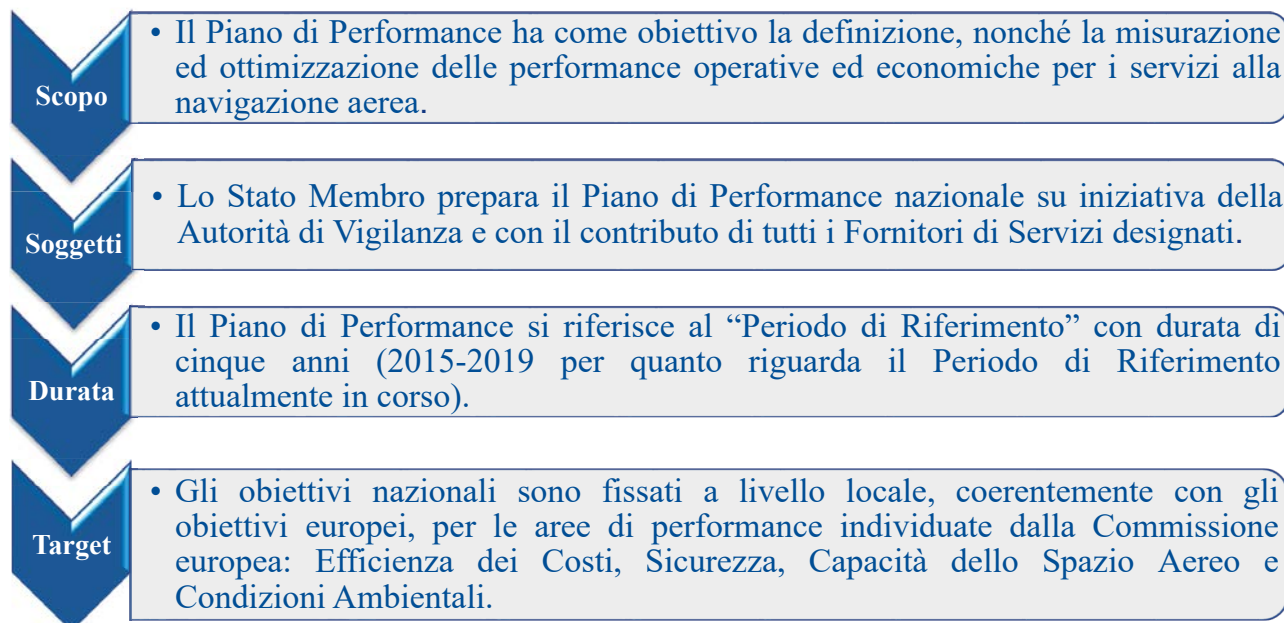 Scopo
• Il Piano di Performance ha come obiettivo la definizione, nonché la misurazione
ed ottimizzazione delle performance operative ed economiche per i servizi alla
navigazione aerea.
Soggetti
• Lo Stato Membro prepara il Piano di Performance nazionale su iniziativa della
Autorità di Vigilanza e con il contributo di tutti i Fornitori di Servizi designati.
Durata
• Il Piano di Performance si riferisce al “Periodo di Riferimento” con durata di
cinque anni (2015-2019 per quanto riguarda il Periodo di Riferimento
attualmente in corso).
Target
• Gli obiettivi nazionali sono fissati a livello locale, coerentemente con gli
obiettivi europei, per le aree di performance individuate dalla Commissione
europea: Efficienza dei Costi, Sicurezza, Capacità dello Spazio Aereo e
Condizioni Ambientali.